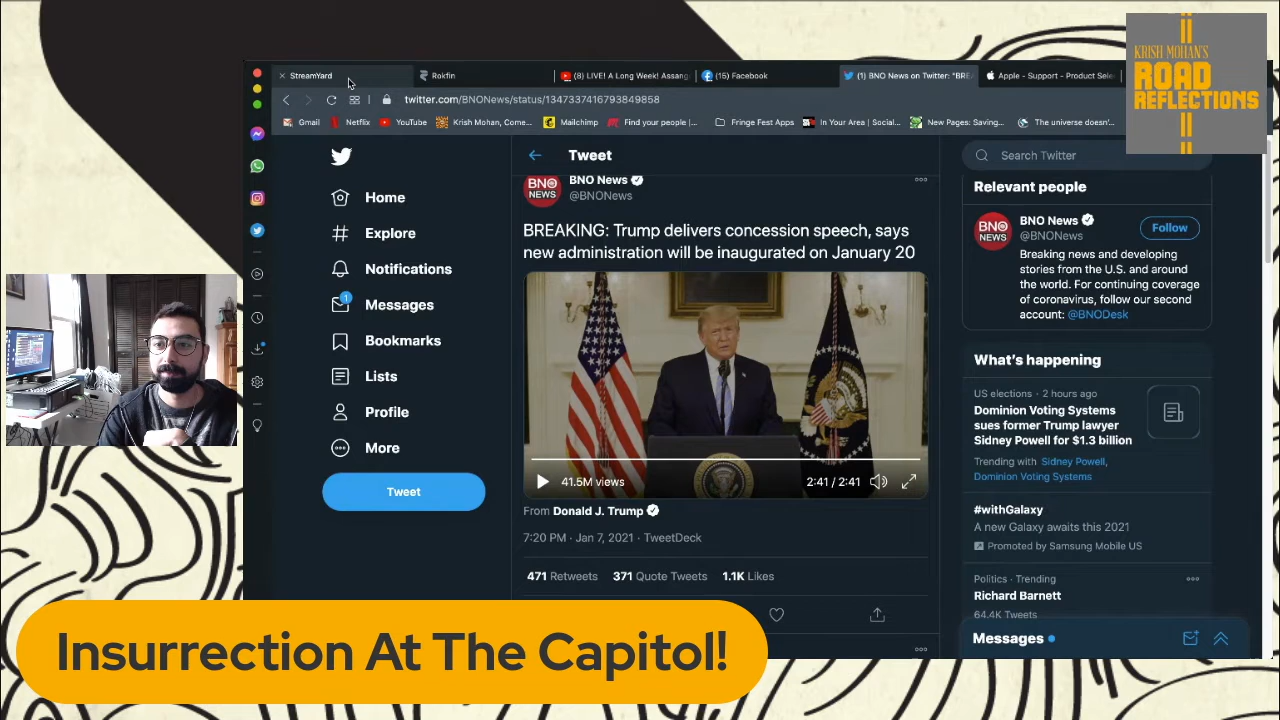 KRISH MOHAN'S
ROAD
REFLECTIONS
StreamYard
Rokfin
(8) LIVE! A Long Week! Assang
(15) Facebook
(1) BNO News on Twitter: "BRE
Apple - Support - Product Sele
twitter.com/BNONews/status/1347337416793849858
Gmail
Netflix
YouTube
Krish Mohan, Come...
Mailchimp
Find your people |...
Fringe Fest Apps
In Your Area | Social...
New Pages: Saving...
The universe doesn'...
Tweet
Search Twitter
Home
Explore
Notifications
1
Messages
Bookmarks
Lists
Profile
More
Tweet
BNO
NEWS
BNO News
@BNONews
BREAKING: Trump delivers concession speech, says
new administration will be inaugurated on January 20
41.5M views
2:41 / 2:41
From Donald J. Trump
7:20 PM · Jan 7, 2021 · TweetDeck
471 Retweets 371 Quote Tweets 1.1K Likes
Relevant people
BNO
NEWS
BNO News
@BNONews
Follow
Breaking news and developing
stories from the U.S. and around
the world. For continuing coverage
of coronavirus, follow our second
account: @BNODesk
What's happening
US elections · 2 hours ago
Dominion Voting Systems
sues former Trump lawyer
Sidney Powell for $1.3 billion
Trending with Sidney Powell,
Dominion Voting Systems
#withGalaxy
A new Galaxy awaits this 2021
Promoted by Samsung Mobile US
Politics · Trending
Richard Barnett
64.4K Tweets
Messages
Insurrection At The Capitol!